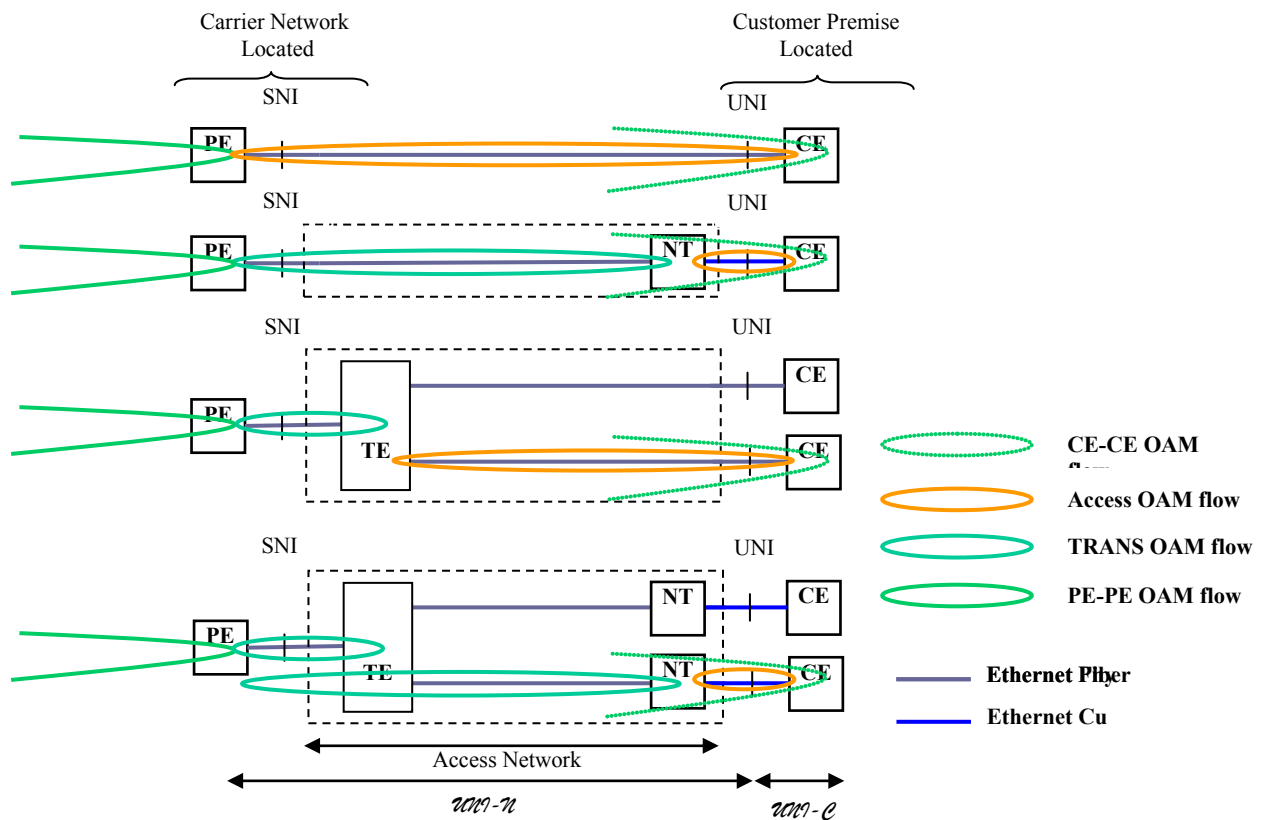 Carrier Network
Located
Customer Premise
Located
SNI
UNI
PE
CE
SNI
UNI
PE
NT
CE
SNI
UNI
CE
PE
TE
CE
CE-CE OAM
Access OAM flow
TRANS OAM flow
PE-PE OAM flow
SNI
UNI
NT
CE
PE
TE
NT
CE
Ethernet
Ethernet Cu
Access Network
UNI-N
UNI-C